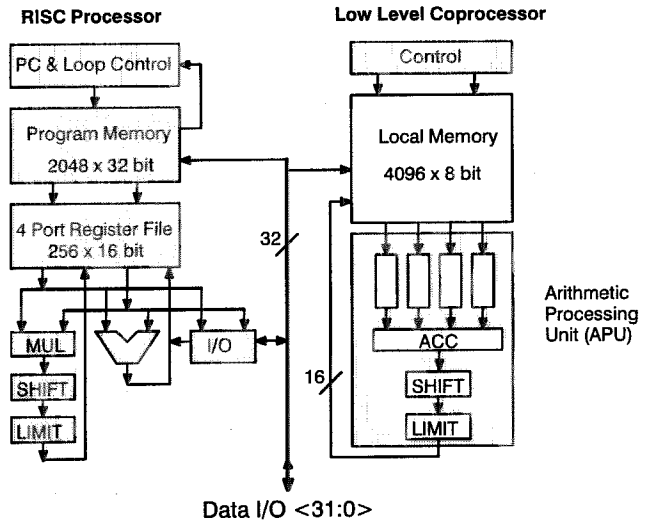 RISC Processor
PC & Loop Control
Program Memory
2048 x 32 bit
4 Port Register File
256 x 16 bit
MUL
SHIFT
LIMIT
I/O
32
Low Level Coprocessor
Control
Local Memory
4096 x 8 bit
ACC
SHIFT
LIMIT
16
Arithmetic
Processing
Unit (APU)
Data I/O <31:0>